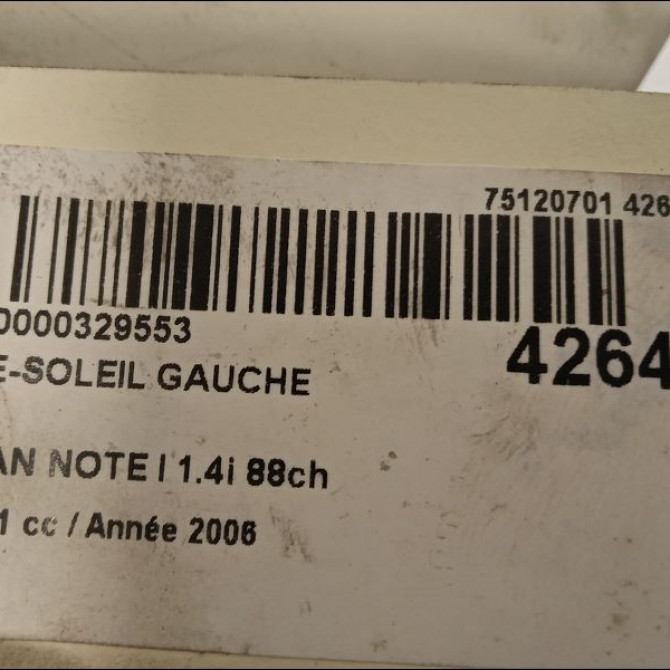 75120701 426
0000329553
4264
E-SOLEIL GAUCHE
AN NOTE I 1.4i 88ch
1 cc / Année 2006